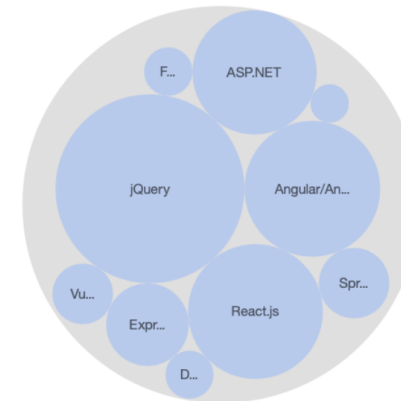 F...
ASP.NET
jQuery
Angular/An...
Spr...
Vu...
Expr...
React.js
D...